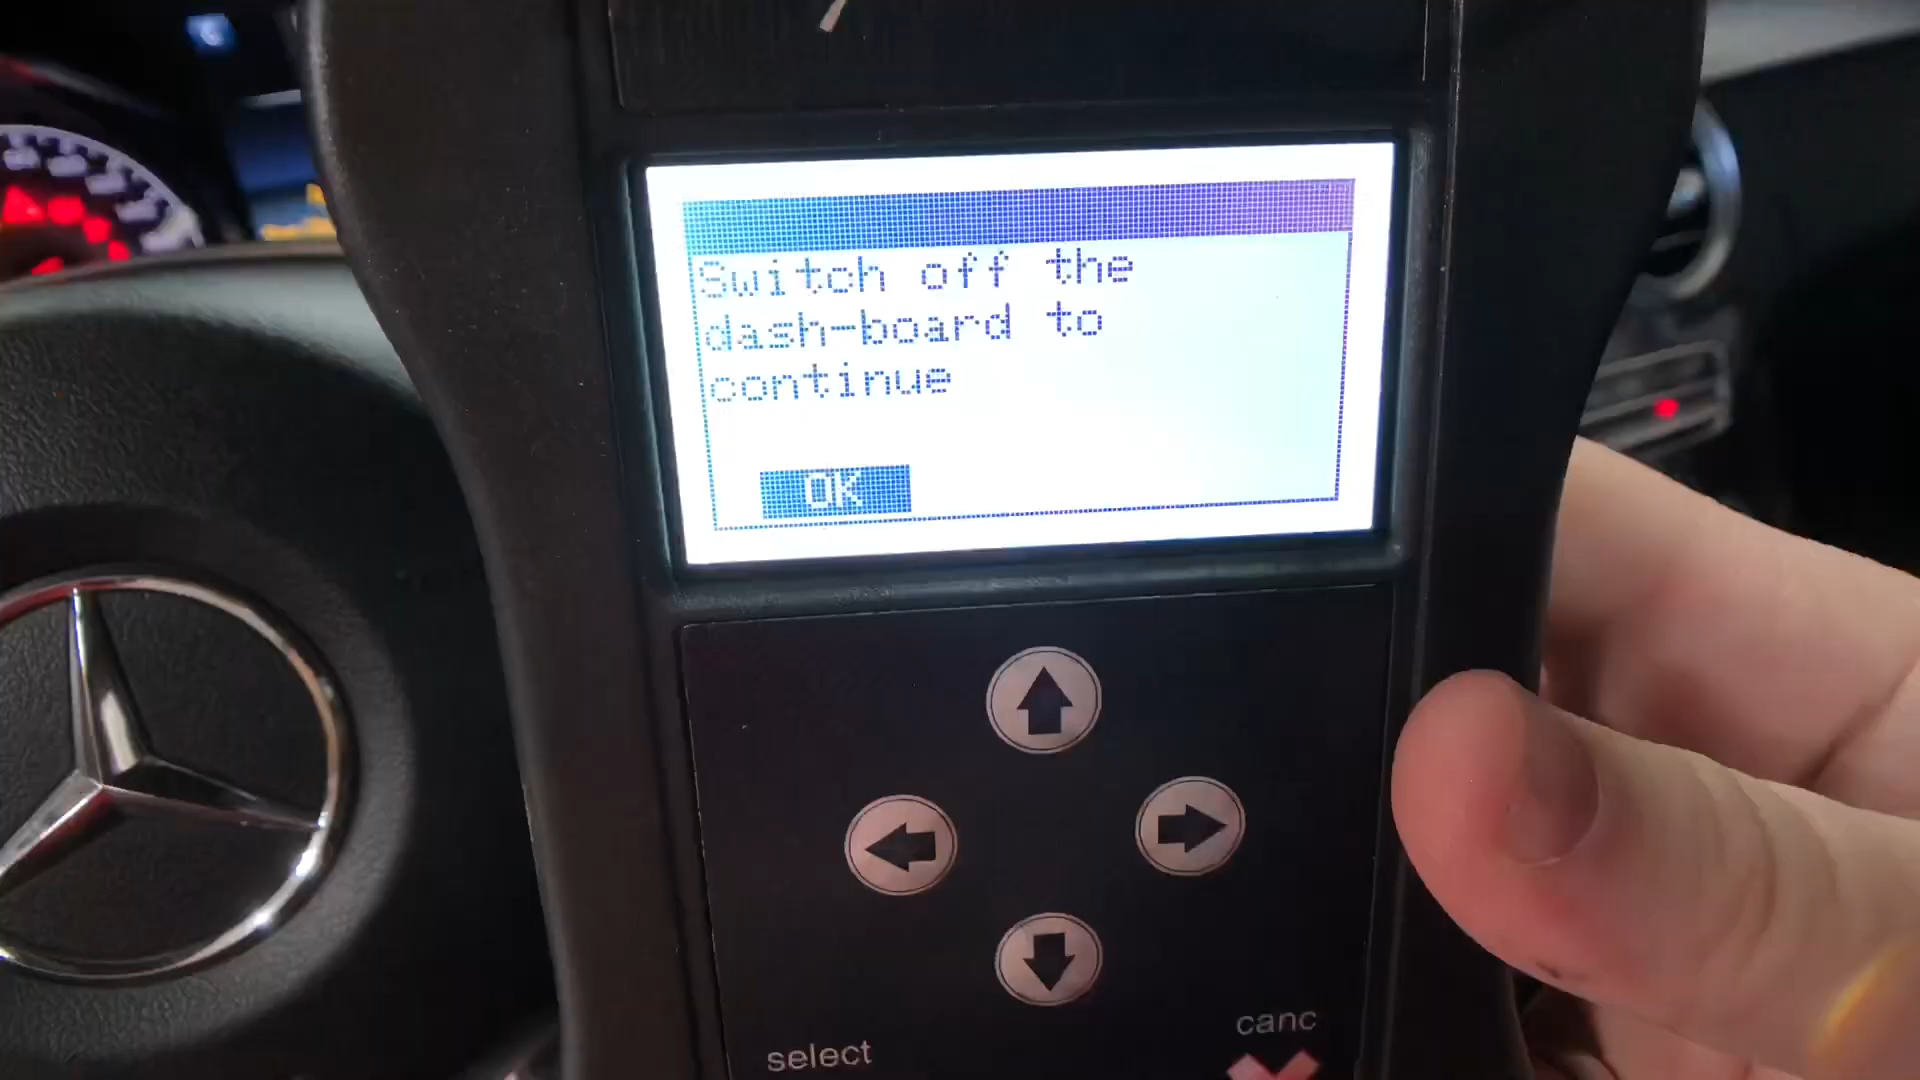 Switch off the
dash-board to
continue
OK
select
canc